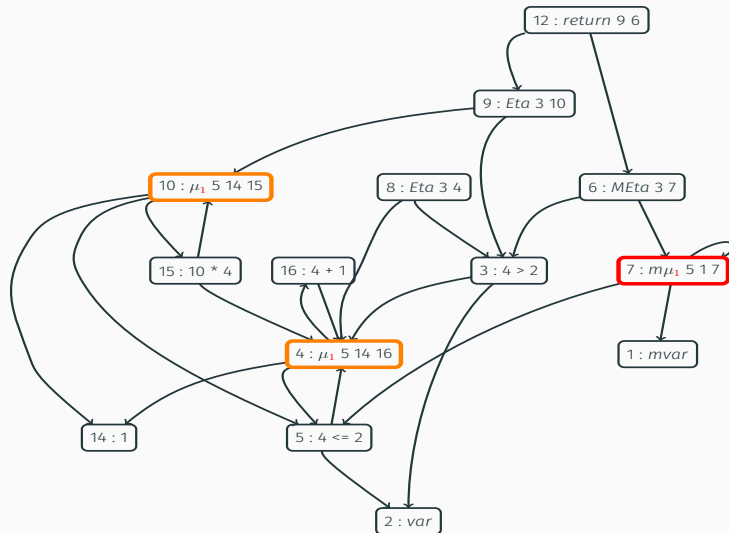 12 : return 9 6
9 : Eta 3 10
10 : μ₁ 5 14 15
8 : Eta 3 4
6 : MEta 3 7
15 : 10 * 4
16 : 4 + 1
3 : 4 > 2
7 : mμ₁ 5 1 7
4 : μ₁ 5 14 16
1 : mvar
14 : 1
5 : 4 <= 2
2 : var